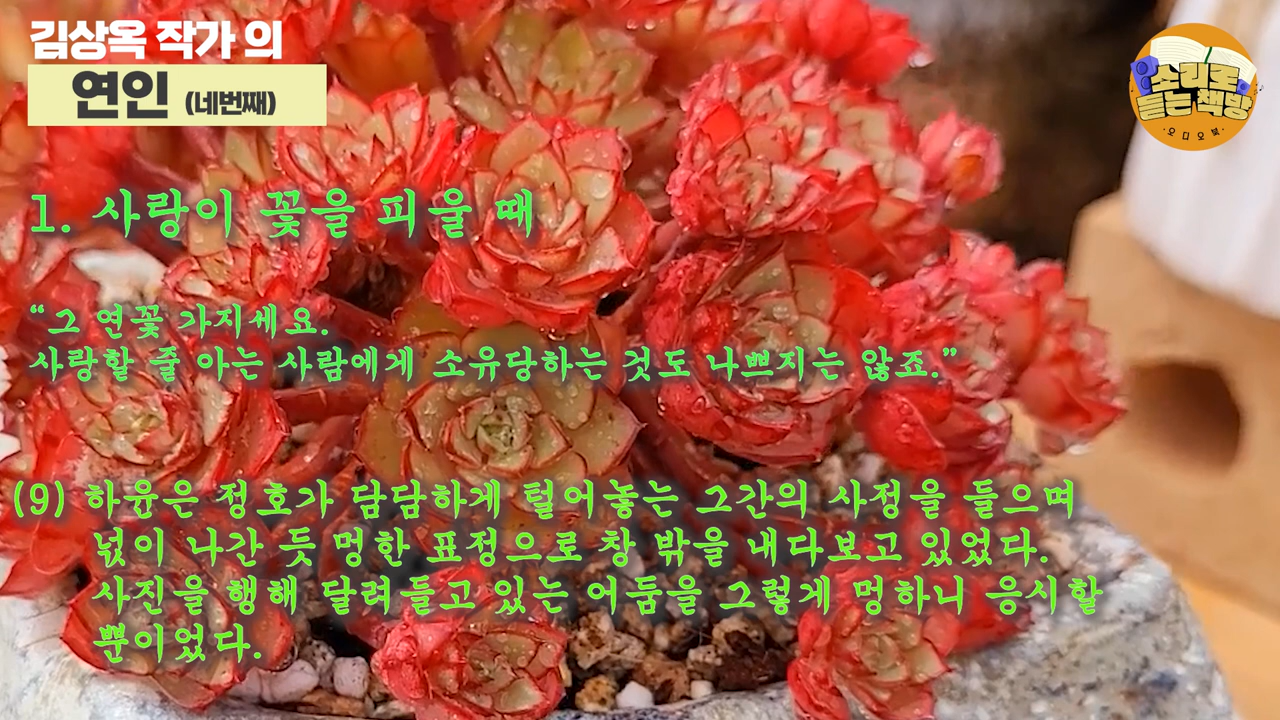 김상옥 작가 의
연인 (네번째)
소리로
듣는 책방
·오디오북·
1. 사랑이 꽃을 피울 때
“그 연꽃 가지세요.
사랑할 줄 아는 사람에게 소유당하는 것도 나쁘지는 않죠.”
(9) 하윤은 정호가 담담하게 털어놓는 그간의 사정을 들으며
넋이 나간 듯 멍한 표정으로 창 밖을 내다보고 있었다.
사진을 행해 달려들고 있는 어둠을 그렇게 멍하니 응시할
뿐이었다.